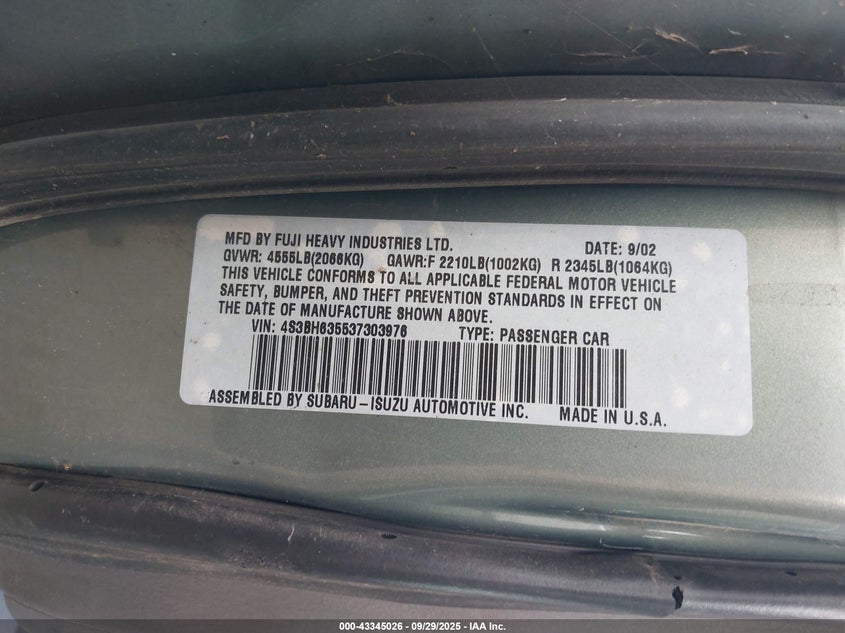 MFD BY FUJI HEAVY INDUSTRIES LTD. DATE: 9/02
GVWR: 4555LB(2066KG) GAWR:F 2210LB(1002KG) R 2345LB(1064KG)
THIS VEHICLE CONFORMS TO ALL APPLICABLE FEDERAL MOTOR VEHICLE
SAFETY, BUMPER, AND THEFT PREVENTION STANDARDS IN EFFECT ON
THE DATE OF MANUFACTURE SHOWN ABOVE.
VIN: 4S3BH635537303976 TYPE: PASSENGER CAR
ASSEMBLED BY SUBARU-ISUZU AUTOMOTIVE INC. MADE IN U.S.A.
000-43345026 - 09/29/2025 - IAA Inc.